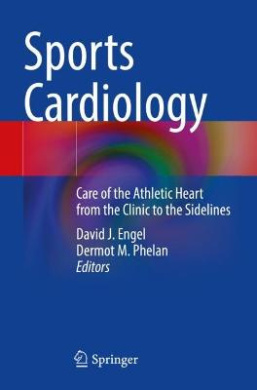 Sports
Cardiology
Care of the Athletic Heart
from the Clinic to the Sidelines
David J. Engel
Dermot M. Phelan
Editors
Springer